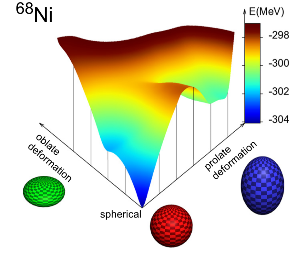 ⁶⁸Ni
E(MeV)
-298
-300
-302
-304
oblate
deformation
prolate
deformation
spherical